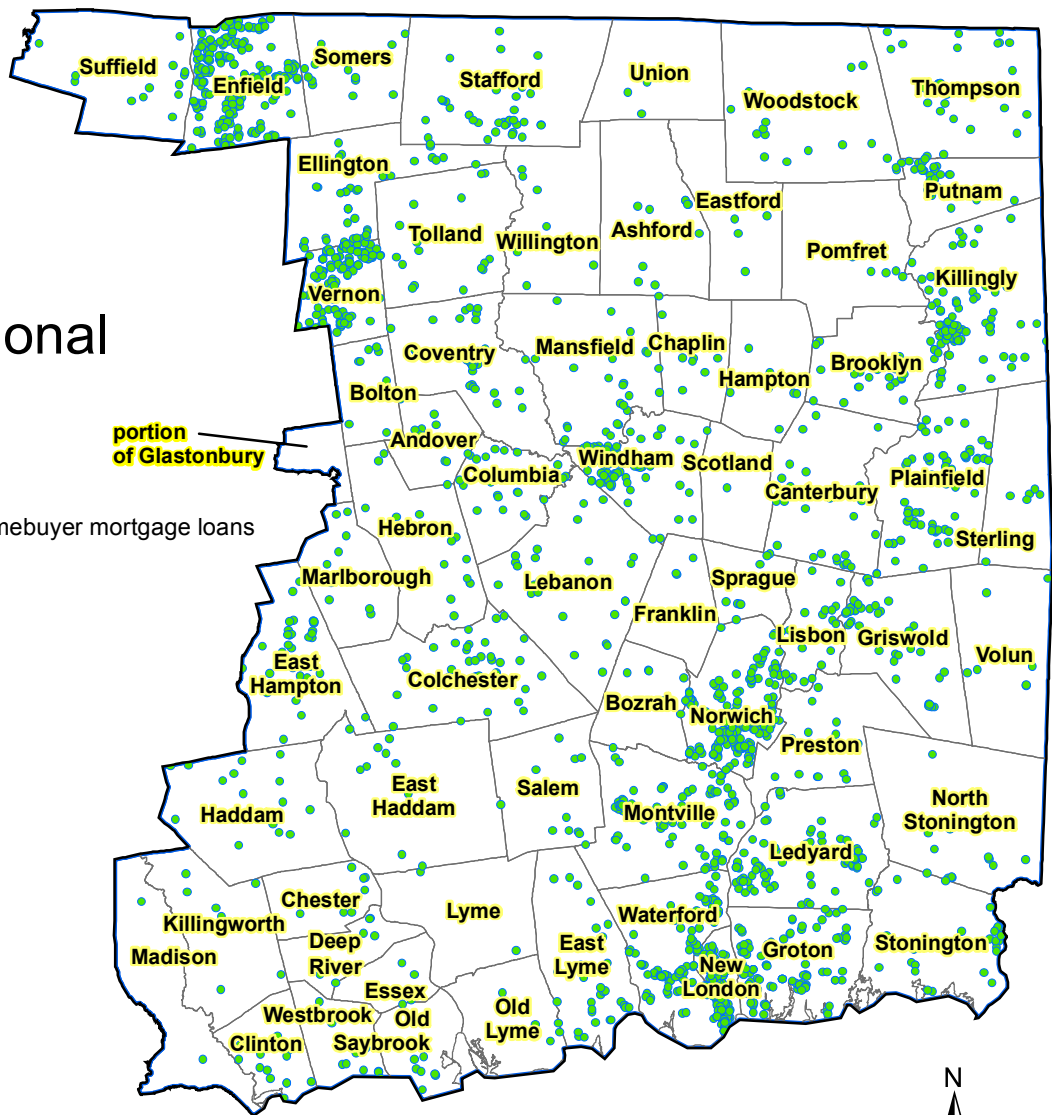 Suffield
Enfield
Somers
Stafford
Union
Woodstock
Thompson
Ellington
Putnam
Eastford
Tolland
Willington
Ashford
Pomfret
Killingly
Vernon
onal
Coventry
Mansfield
Chaplin
Hampton
Brooklyn
Bolton
portion
of Glastonbury
Andover
Columbia
Windham
Scotland
Canterbury
Plainfield
mebuyer mortgage loans
Hebron
Sterling
Marlborough
Lebanon
Sprague
Franklin
Lisbon
Griswold
Volun
East
Hampton
Colchester
Bozrah
Norwich
Preston
Haddam
East
Haddam
Salem
Montville
North
Stonington
Ledyard
Chester
Killingworth
Lyme
Waterford
Madison
Deep
River
East
Lyme
Groton
Stonington
Essex
New
London
Westbrook
Old
Saybrook
Old
Lyme
Clinton
N